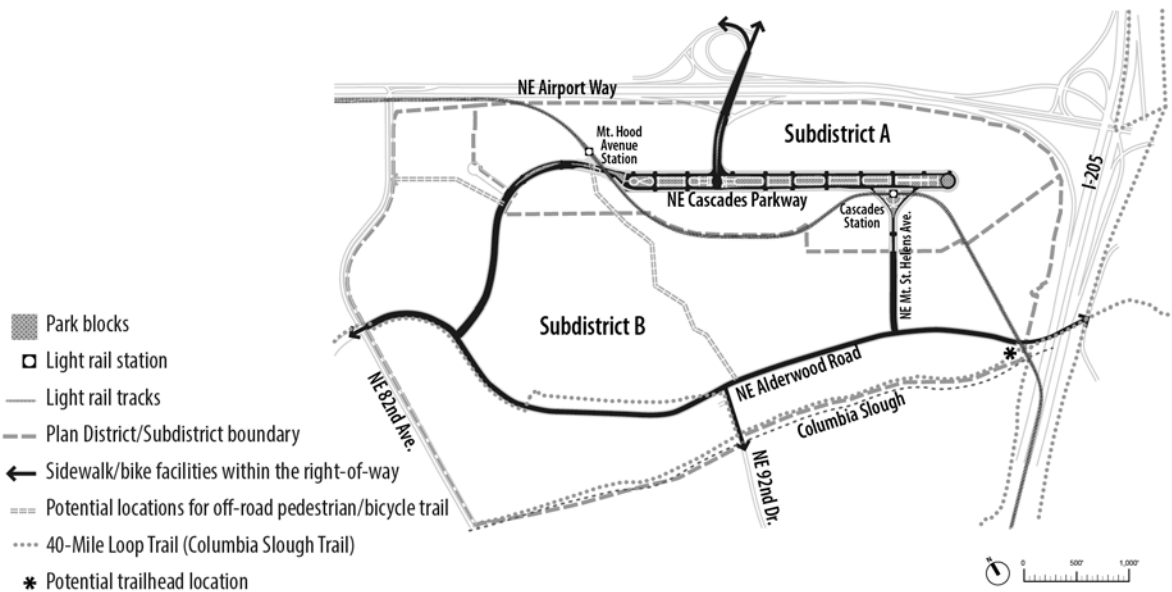 NE Airport Way
Mt. Hood
Avenue
Station
Subdistrict A
I-205
NE Cascades Parkway
Cascades
Station
NE Mt. St. Helens Ave.
Subdistrict B
NE Alderwood Road
Columbia Slough
NE 82nd Ave.
NE 92nd Dr.
Park blocks
Light rail station
Light rail tracks
Plan District/Subdistrict boundary
Sidewalk/bike facilities within the right-of-way
Potential locations for off-road pedestrian/bicycle trail
40-Mile Loop Trail (Columbia Slough Trail)
Potential trailhead location
N
0 500' 1,000'